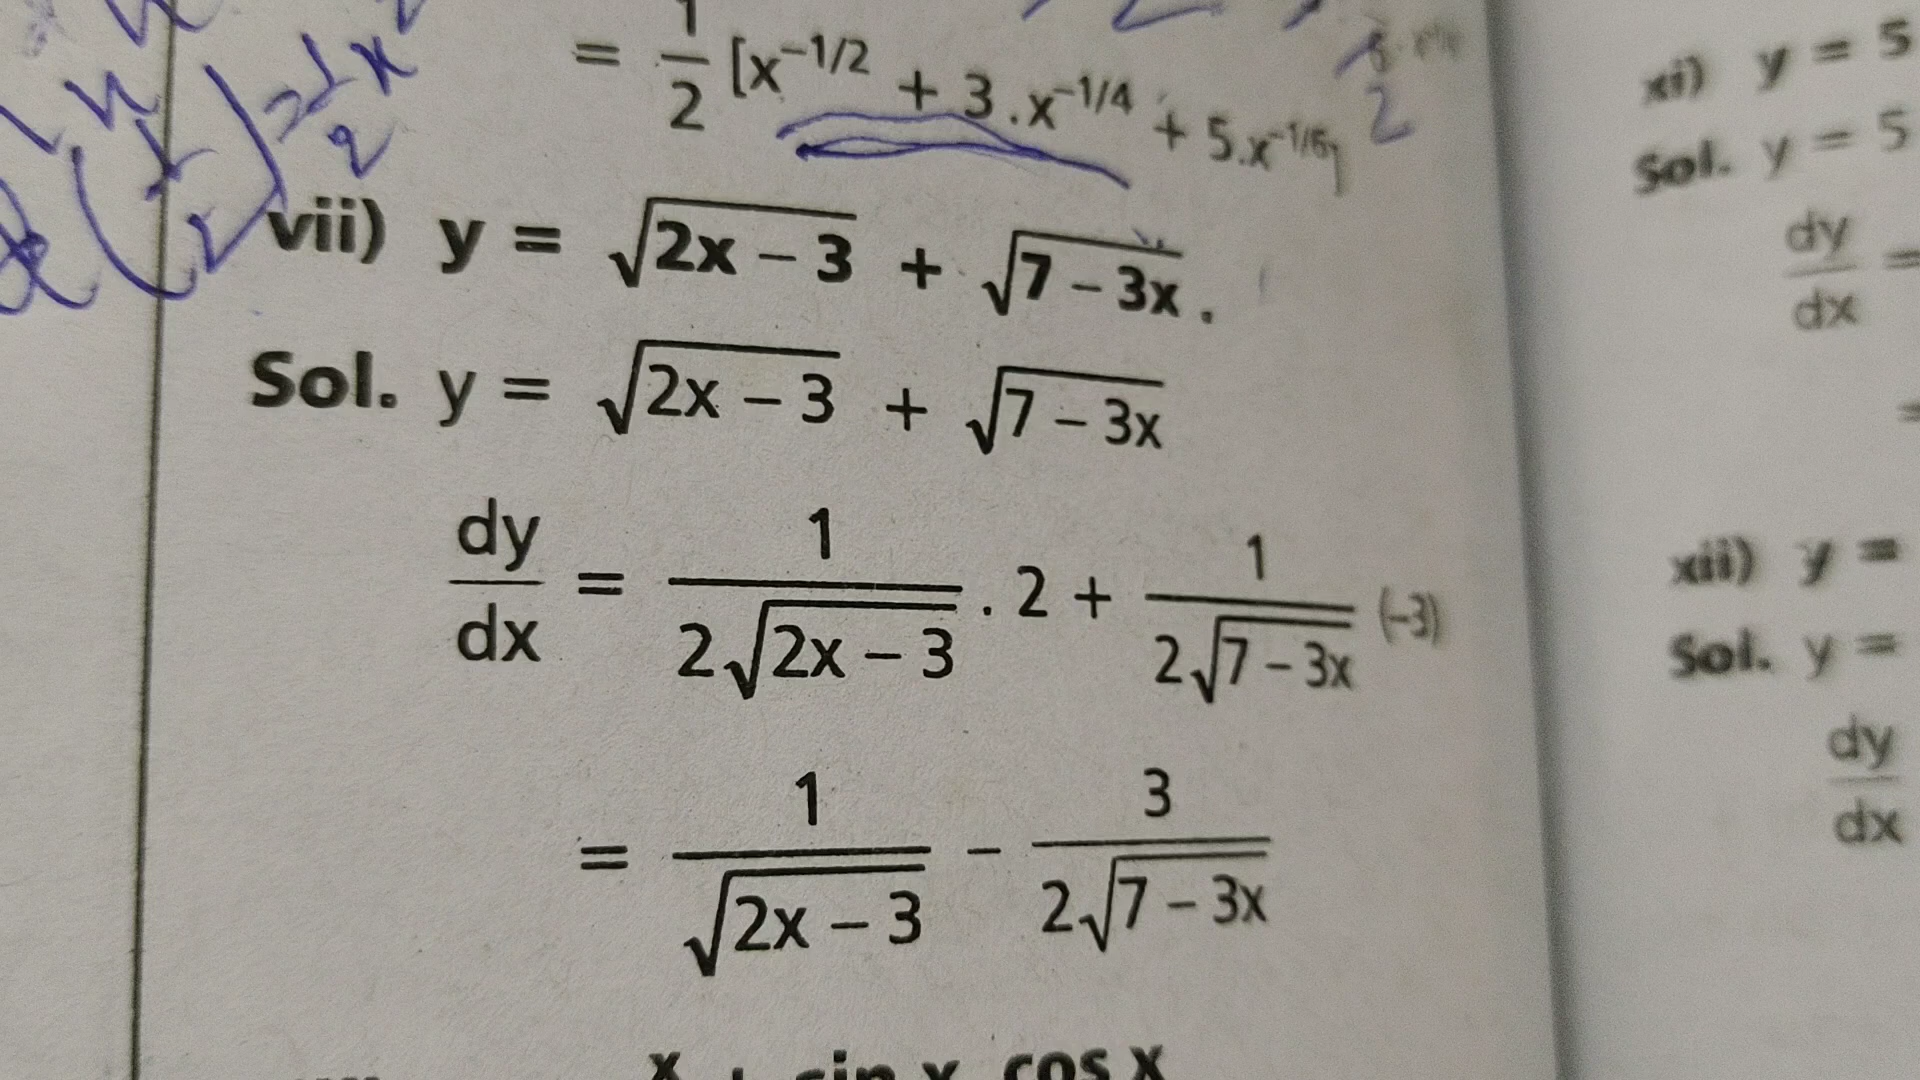 = 1/2 [x^{-1/2} + 3.x^{-1/4} + 5.x^{-1/6}]
vii) y = √(2x – 3) + √(7 – 3x) .
Sol. y = √(2x – 3) + √(7 – 3x)
dy/dx = 1/(2√(2x – 3)) . 2 + 1/(2√(7 – 3x)) (–3)
= 1/√(2x – 3) – 3/(2√(7 – 3x))
x + sin x cos x
xi) y = 5
Sol. y = 5
dy/dx =
=
xii) y =
Sol. y =
dy/dx